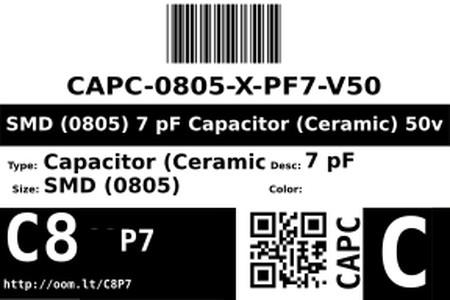 CAPC-0805-X-PF7-V50
SMD (0805) 7 pF Capacitor (Ceramic) 50v
Type: Capacitor (Ceramic Desc: 7 pF
Size: SMD (0805) Color:
C8 P7 CAPC C
http://oom.lt/C8P7